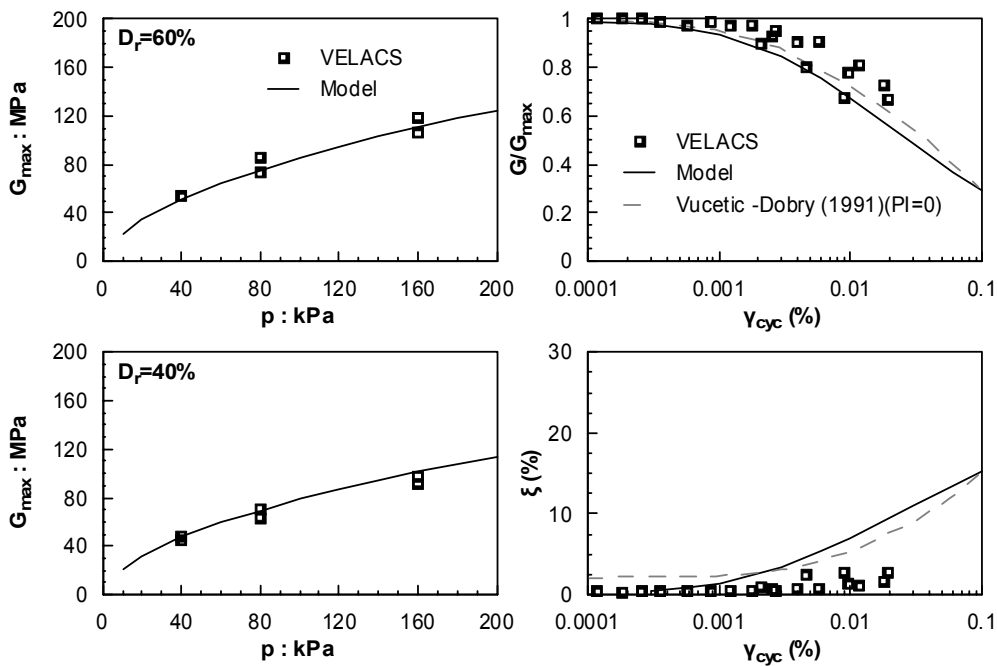 200
160
120
80
40
0
G_max : MPa
D_r=60%
VELACS
Model
0 40 80 120 160 200
p : kPa
1
0.8
0.6
0.4
0.2
0
G/G_max
VELACS
Model
Vucetic -Dobry (1991)(PI=0)
0.0001 0.001 0.01 0.1
γ_cyc (%)
200
160
120
80
40
0
G_max : MPa
D_r=40%
0 40 80 120 160 200
p : kPa
30
20
10
0
ξ (%)
0.0001 0.001 0.01 0.1
γ_cyc (%)